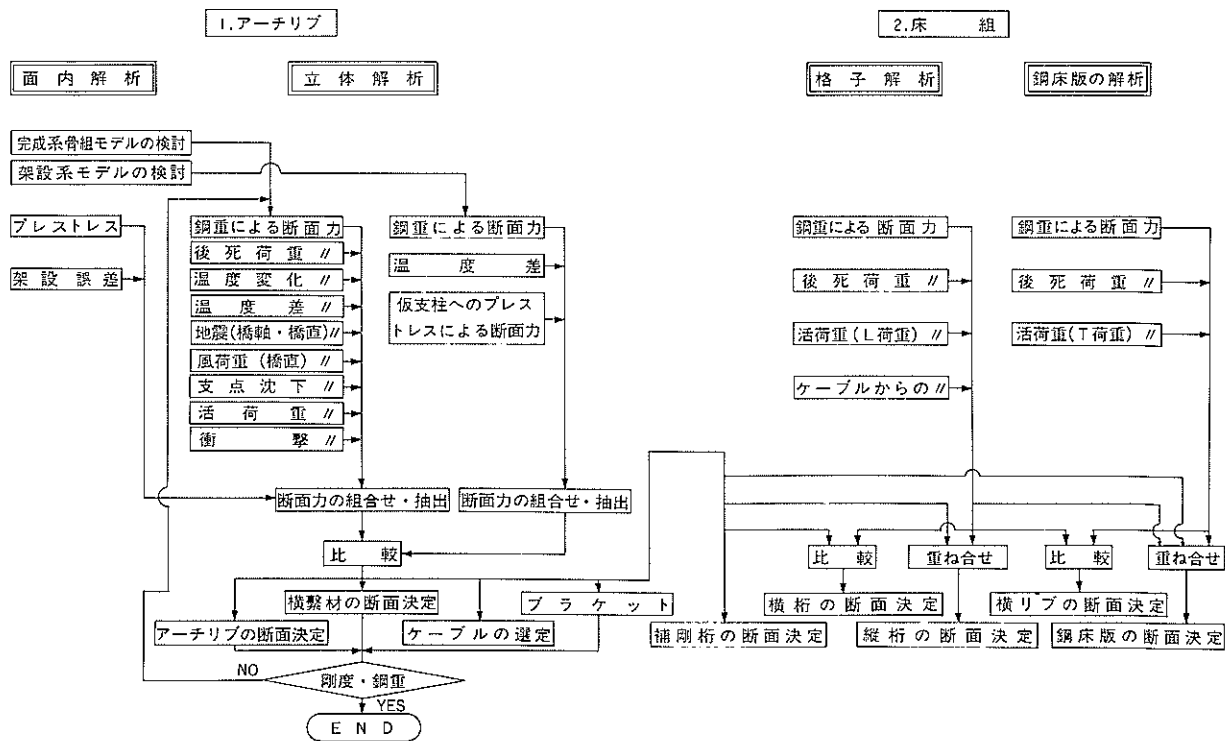 1.アーチリブ
2.床 組
面内解析
立体解析
格子解析
鋼床版の解析
完成系骨組モデルの検討
架設系モデルの検討
プレストレス
架設誤差
鋼重による断面力
後死荷重 〃
温度変化 〃
温度差 〃
地震(橋軸・橋直)〃
風荷重(橋直) 〃
支点沈下 〃
活荷重 〃
衝撃 〃
鋼重による断面力
温度差
仮支柱へのプレス
トレスによる断面力
鋼重による断面力
後死荷重 〃
活荷重(L荷重) 〃
ケーブルからの 〃
鋼重による断面力
後死荷重 〃
活荷重(T荷重) 〃
断面力の組合せ・抽出
断面力の組合せ・抽出
比較
比較
重ね合せ
比較
重ね合せ
横繋材の断面決定
ブラケット
横桁の断面決定
横リブの断面決定
アーチリブの断面決定
ケーブルの選定
補剛桁の断面決定
縦桁の断面決定
鋼床版の断面決定
NO
剛度・鋼重
YES
END